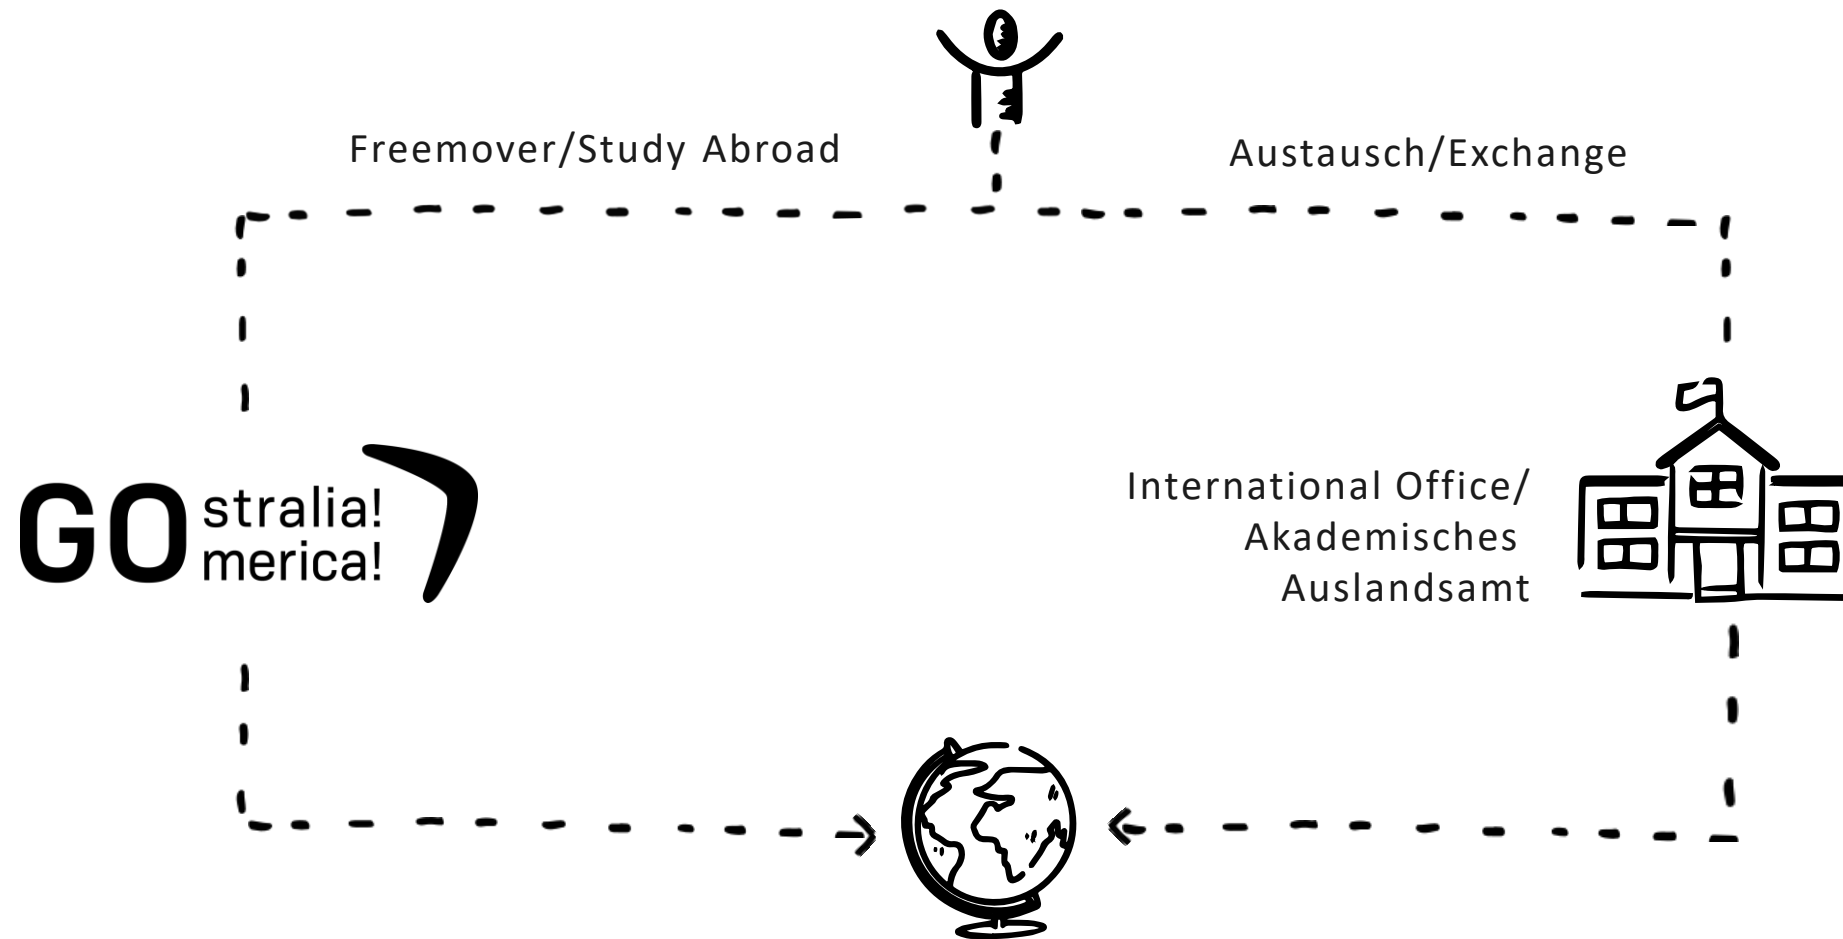 Freemover/Study Abroad
Austausch/Exchange
GO stralia!
merica!
International Office/
Akademisches
Auslandsamt